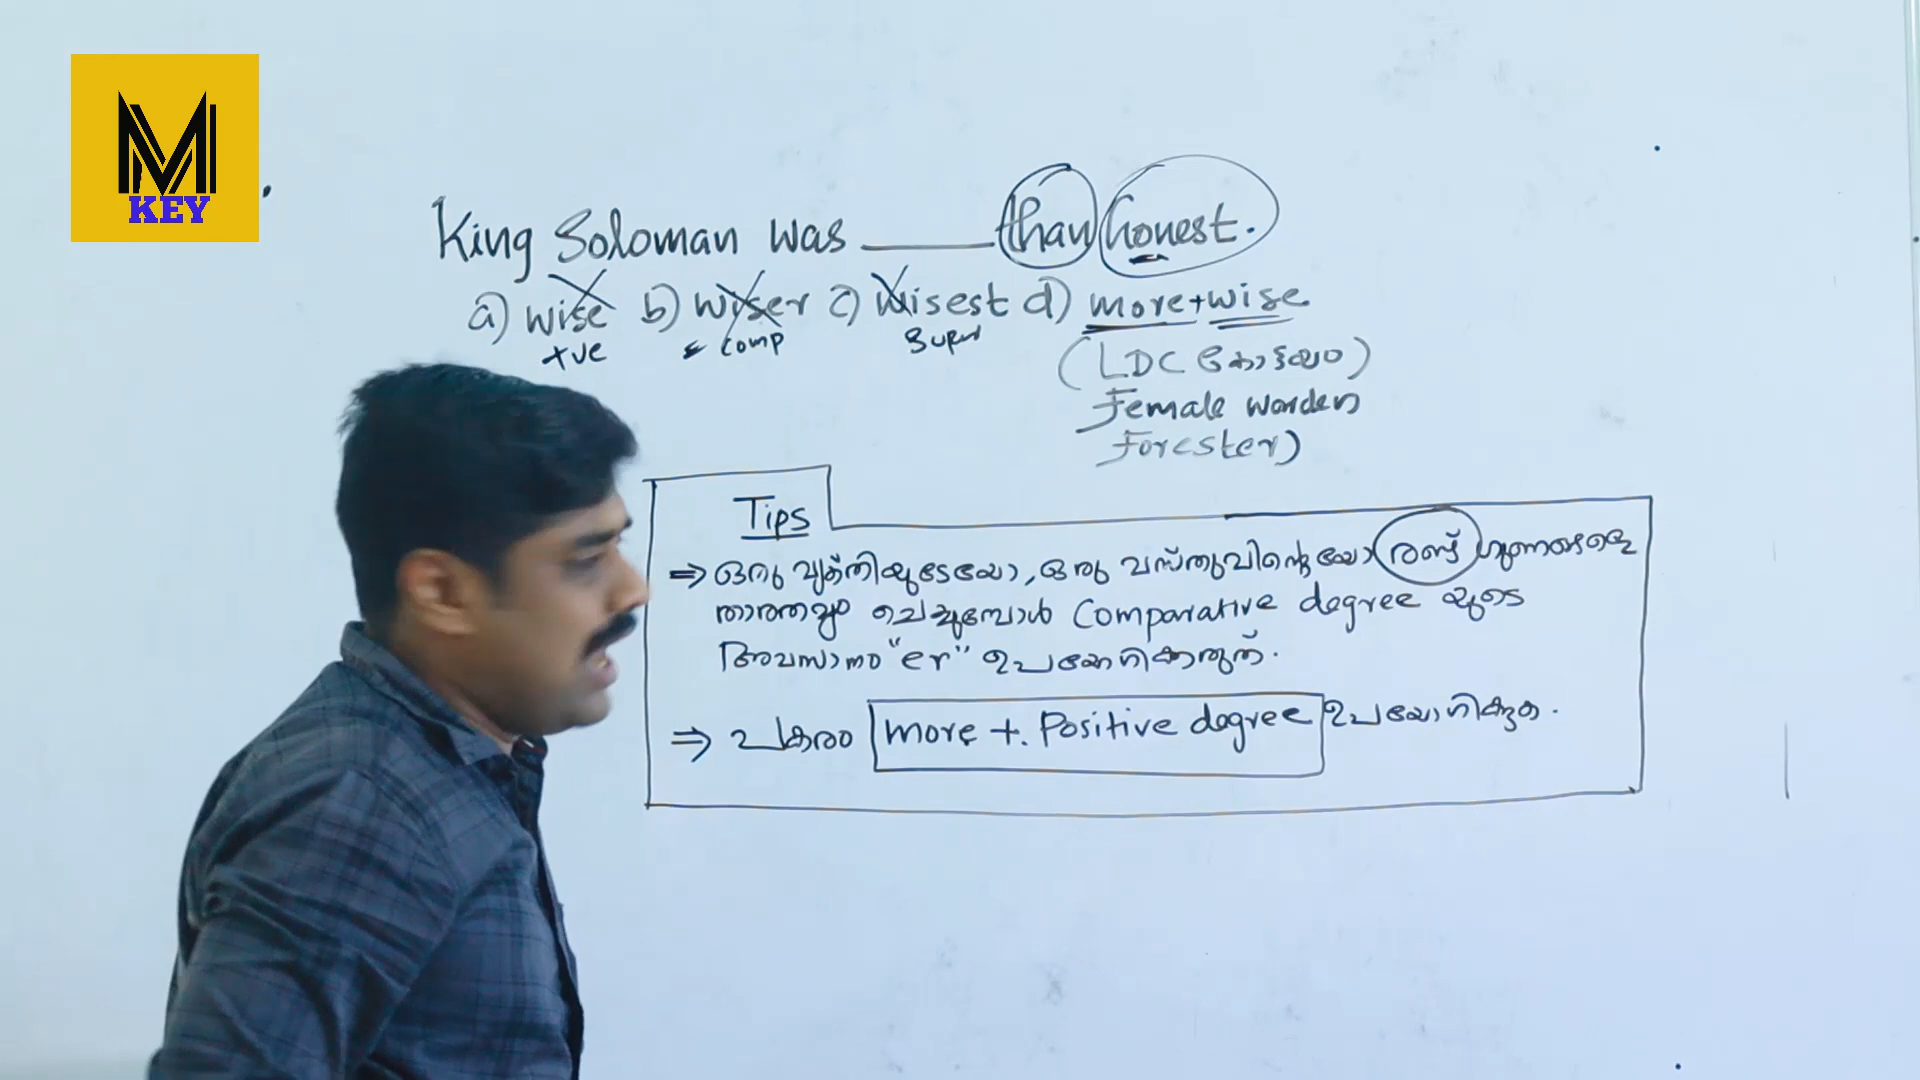 M
KEY
King Soloman was ______ than honest.
a) wise b) wiser c) wisest d) more+wise
+ve comp Super
(LDC കോട്ടയം)
Female warden
Forester)
Tips
⇒ ഒരു വ്യക്തിയുടേയോ, ഒരു വസ്തുവിന്റെയോ രണ്ട് ഗുണങ്ങളെ
താരതമ്യം ചെയ്യുമ്പോൾ Comparative degree യുടെ
അവസാനം "er" ഉപയോഗിക്കരുത്.
⇒ പകരം more + Positive degree ഉപയോഗിക്കുക.